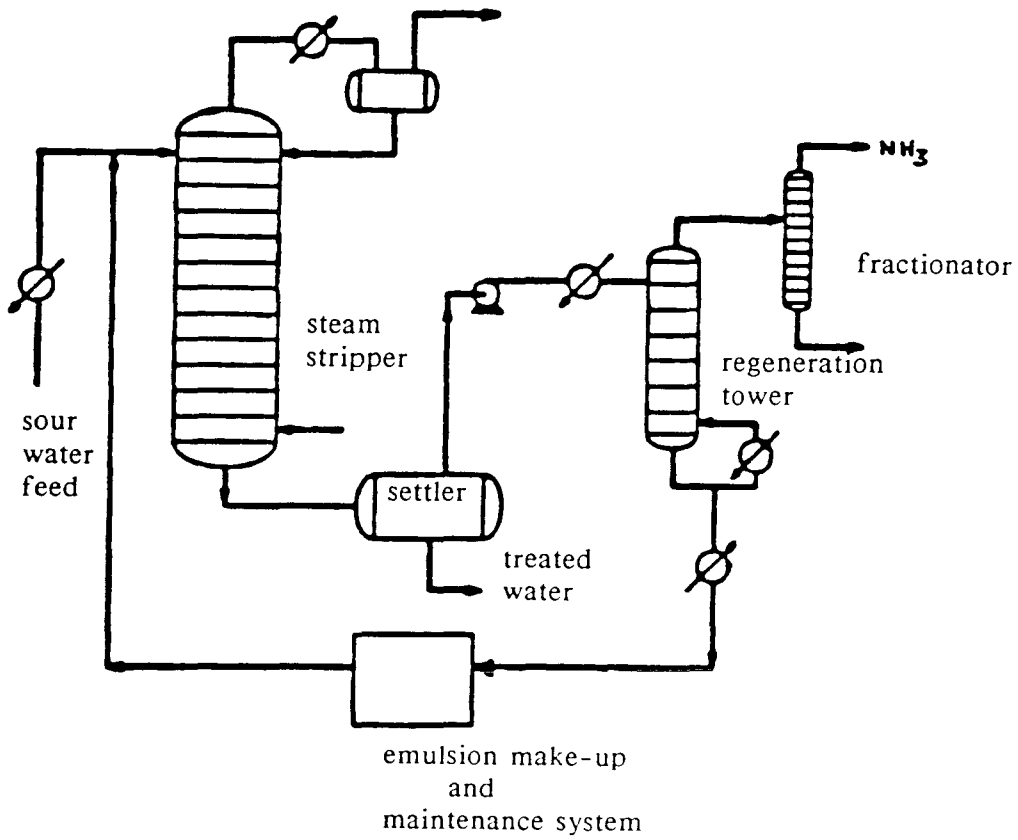 NH3
fractionator
steam
stripper
regeneration
tower
sour
water
feed
settler
treated
water
emulsion make-up
and
maintenance system